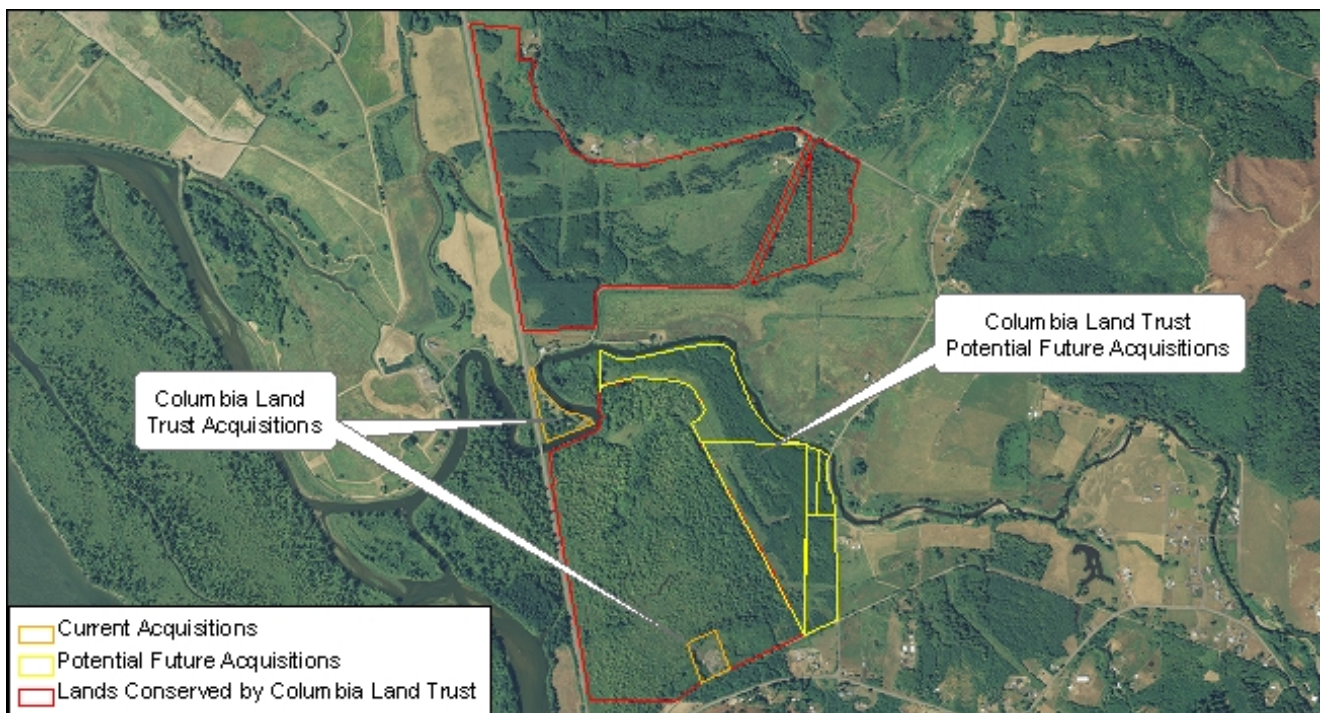 Columbia Land Trust
Potential Future Acquisitions
Columbia Land
Trust Acquisitions
Current Acquisitions
Potential Future Acquisitions
Lands Conserved by Columbia Land Trust